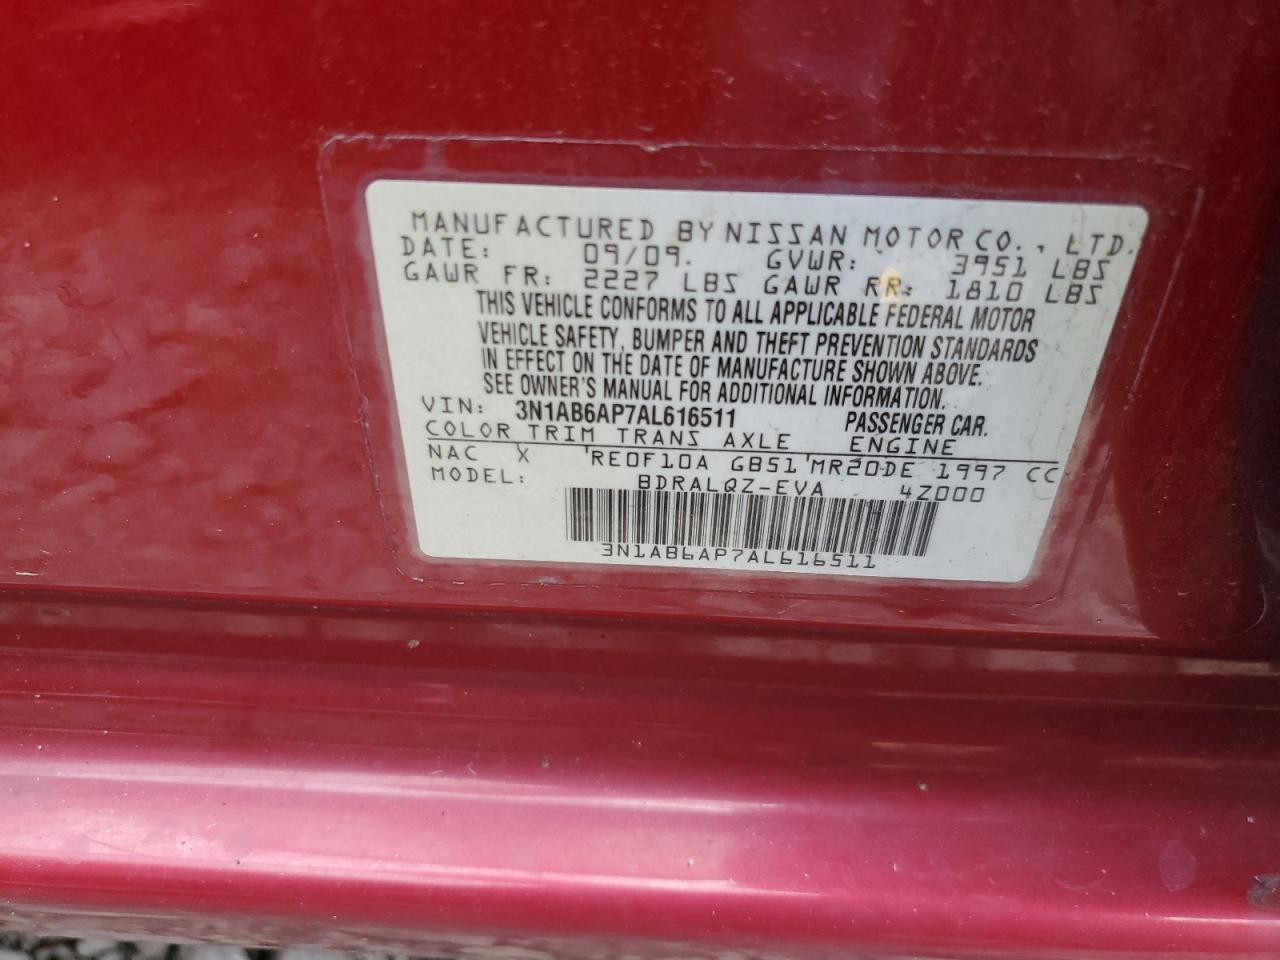 MANUFACTURED BY NISSAN MOTOR CO., LTD.
DATE: 09/09. GVWR: 3951 LBS
GAWR FR: 2227 LBS GAWR RR: 1810 LBS
THIS VEHICLE CONFORMS TO ALL APPLICABLE FEDERAL MOTOR
VEHICLE SAFETY, BUMPER AND THEFT PREVENTION STANDARDS
IN EFFECT ON THE DATE OF MANUFACTURE SHOWN ABOVE.
SEE OWNER'S MANUAL FOR ADDITIONAL INFORMATION.
VIN: 3N1AB6AP7AL616511 PASSENGER CAR.
COLOR TRIM TRANS AXLE ENGINE
NAC X RE0F10A GB51 MR20DE 1997 CC
MODEL: BDRALQZ-EVA 4Z000
3N1AB6AP7AL616511